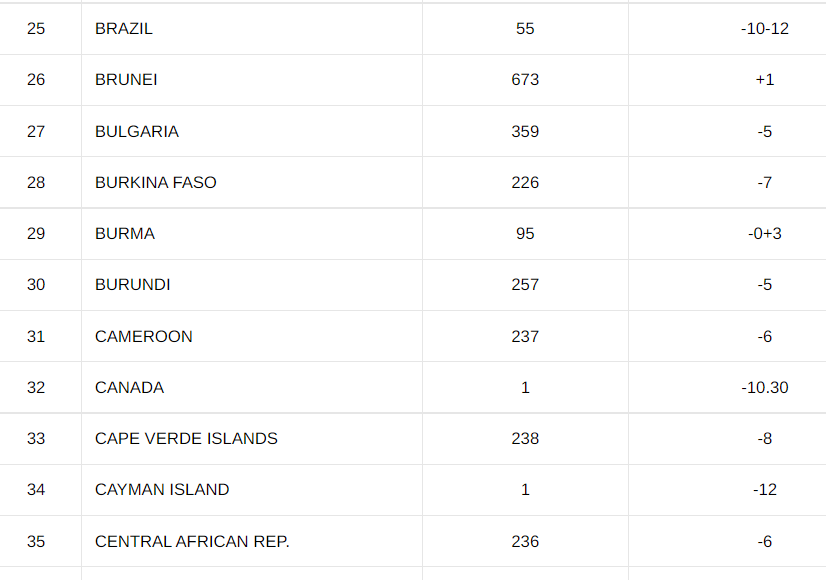 25 BRAZIL 55 -10-12
26 BRUNEI 673 +1
27 BULGARIA 359 -5
28 BURKINA FASO 226 -7
29 BURMA 95 -0+3
30 BURUNDI 257 -5
31 CAMEROON 237 -6
32 CANADA 1 -10.30
33 CAPE VERDE ISLANDS 238 -8
34 CAYMAN ISLAND 1 -12
35 CENTRAL AFRICAN REP. 236 -6